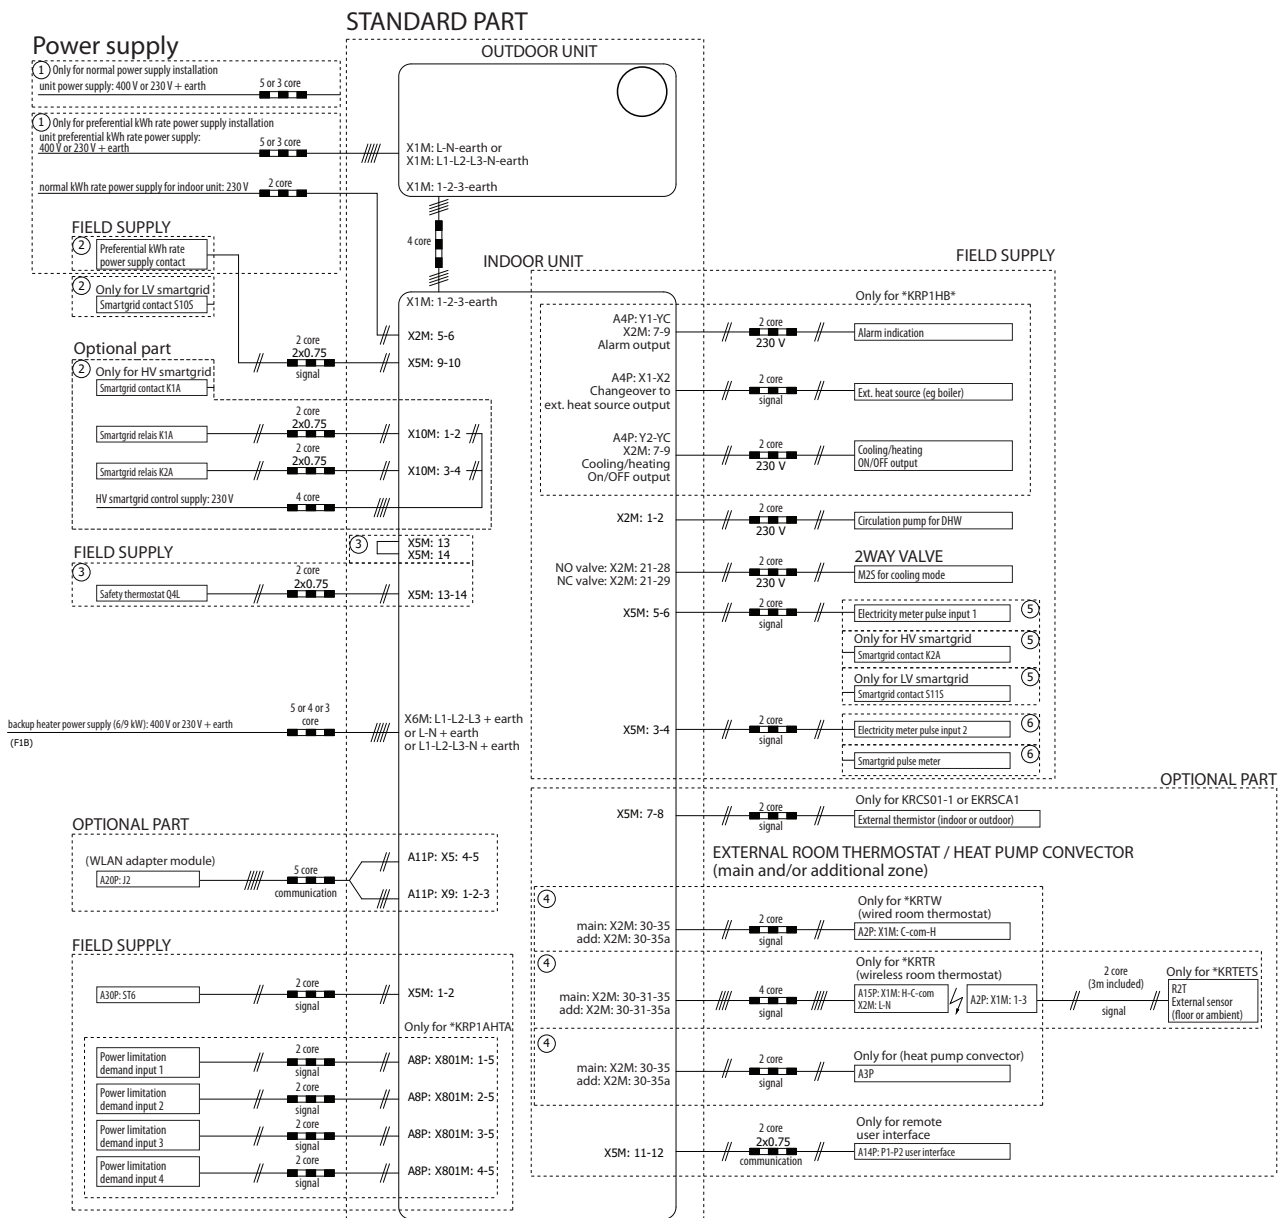 STANDARD PART
Power supply
1 Only for normal power supply installation
unit power supply: 400 V or 230 V + earth
5 or 3 core
1 Only for preferential kWh rate power supply installation
unit preferential kWh rate power supply:
400 V or 230 V + earth
5 or 3 core
normal kWh rate power supply for indoor unit: 230 V
2 core
FIELD SUPPLY
2 Preferential kWh rate
power supply contact
2 Only for LV smartgrid
Smartgrid contact S10S
2 core
2x0.75
signal
Optional part
2 Only for HV smartgrid
Smartgrid contact K1A
Smartgrid relais K1A
2 core
2x0.75
Smartgrid relais K2A
2 core
2x0.75
HV smartgrid control supply: 230 V
4 core
FIELD SUPPLY
3
Safety thermostat Q4L
2 core
2x0.75
backup heater power supply (6/9 kW): 400 V or 230 V + earth
(F1B)
5 or 4 or 3
core
OPTIONAL PART
(WLAN adapter module)
A20P: J2
5 core
communication
FIELD SUPPLY
A30P: ST6
2 core
signal
Power limitation
demand input 1
2 core
signal
Power limitation
demand input 2
2 core
signal
Power limitation
demand input 3
2 core
signal
Power limitation
demand input 4
2 core
signal
OUTDOOR UNIT
X1M: L-N-earth or
X1M: L1-L2-L3-N-earth
X1M: 1-2-3-earth
4 core
INDOOR UNIT
X1M: 1-2-3-earth
X2M: 5-6
X5M: 9-10
X10M: 1-2
X10M: 3-4
3
X5M: 13
X5M: 14
X5M: 13-14
X6M: L1-L2-L3 + earth
or L-N + earth
or L1-L2-L3-N + earth
A11P: X5: 4-5
A11P: X9: 1-2-3
X5M: 1-2
Only for *KRP1AHTA
A8P: X801M: 1-5
A8P: X801M: 2-5
A8P: X801M: 3-5
A8P: X801M: 4-5
FIELD SUPPLY
Only for *KRP1HB*
A4P: Y1-YC
X2M: 7-9
Alarm output
2 core
230 V
Alarm indication
A4P: X1-X2
Changeover to
ext. heat source output
2 core
signal
Ext. heat source (eg boiler)
A4P: Y2-YC
X2M: 7-9
Cooling/heating
On/OFF output
2 core
230 V
Cooling/heating
ON/OFF output
X2M: 1-2
2 core
230 V
Circulation pump for DHW
NO valve: X2M: 21-28
NC valve: X2M: 21-29
2 core
230 V
2WAY VALVE
M2S for cooling mode
X5M: 5-6
2 core
signal
Electricity meter pulse input 1
5
Only for HV smartgrid
Smartgrid contact K2A
5
Only for LV smartgrid
Smartgrid contact S11S
5
X5M: 3-4
2 core
signal
Electricity meter pulse input 2
6
Smartgrid pulse meter
6
OPTIONAL PART
X5M: 7-8
2 core
signal
Only for KRCS01-1 or EKRSCA1
External thermistor (indoor or outdoor)
EXTERNAL ROOM THERMOSTAT / HEAT PUMP CONVECTOR
(main and/or additional zone)
4
main: X2M: 30-35
add: X2M: 30-35a
2 core
signal
Only for *KRTW
(wired room thermostat)
A2P: X1M: C-com-H
4
main: X2M: 30-31-35
add: X2M: 30-31-35a
4 core
signal
Only for *KRTR
(wireless room thermostat)
A15P: X1M: H-C-com
X2M: L-N
A2P: X1M: 1-3
2 core
(3m included)
signal
Only for *KRTETS
R2T
External sensor
(floor or ambient)
4
main: X2M: 30-35
add: X2M: 30-35a
2 core
signal
Only for (heat pump convector)
A3P
X5M: 11-12
2 core
2x0.75
communication
Only for remote
user interface
A14P: P1-P2 user interface